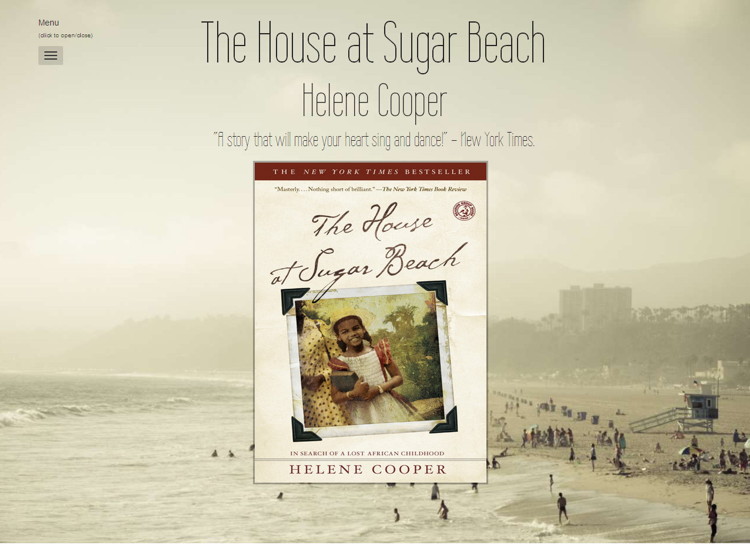 Menu
(click to open/close)
The House at Sugar Beach
Helene Cooper
"A story that will make your heart sing and dance!" - New York Times.
THE NEW YORK TIMES BESTSELLER
"Masterly. . . . Nothing short of brilliant." —The New York Times Book Review
The House
at Sugar Beach
IN SEARCH OF A LOST AFRICAN CHILDHOOD
HELENE COOPER